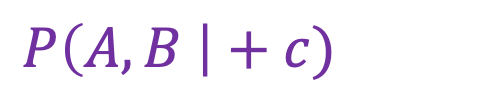 P(A, B | + c)